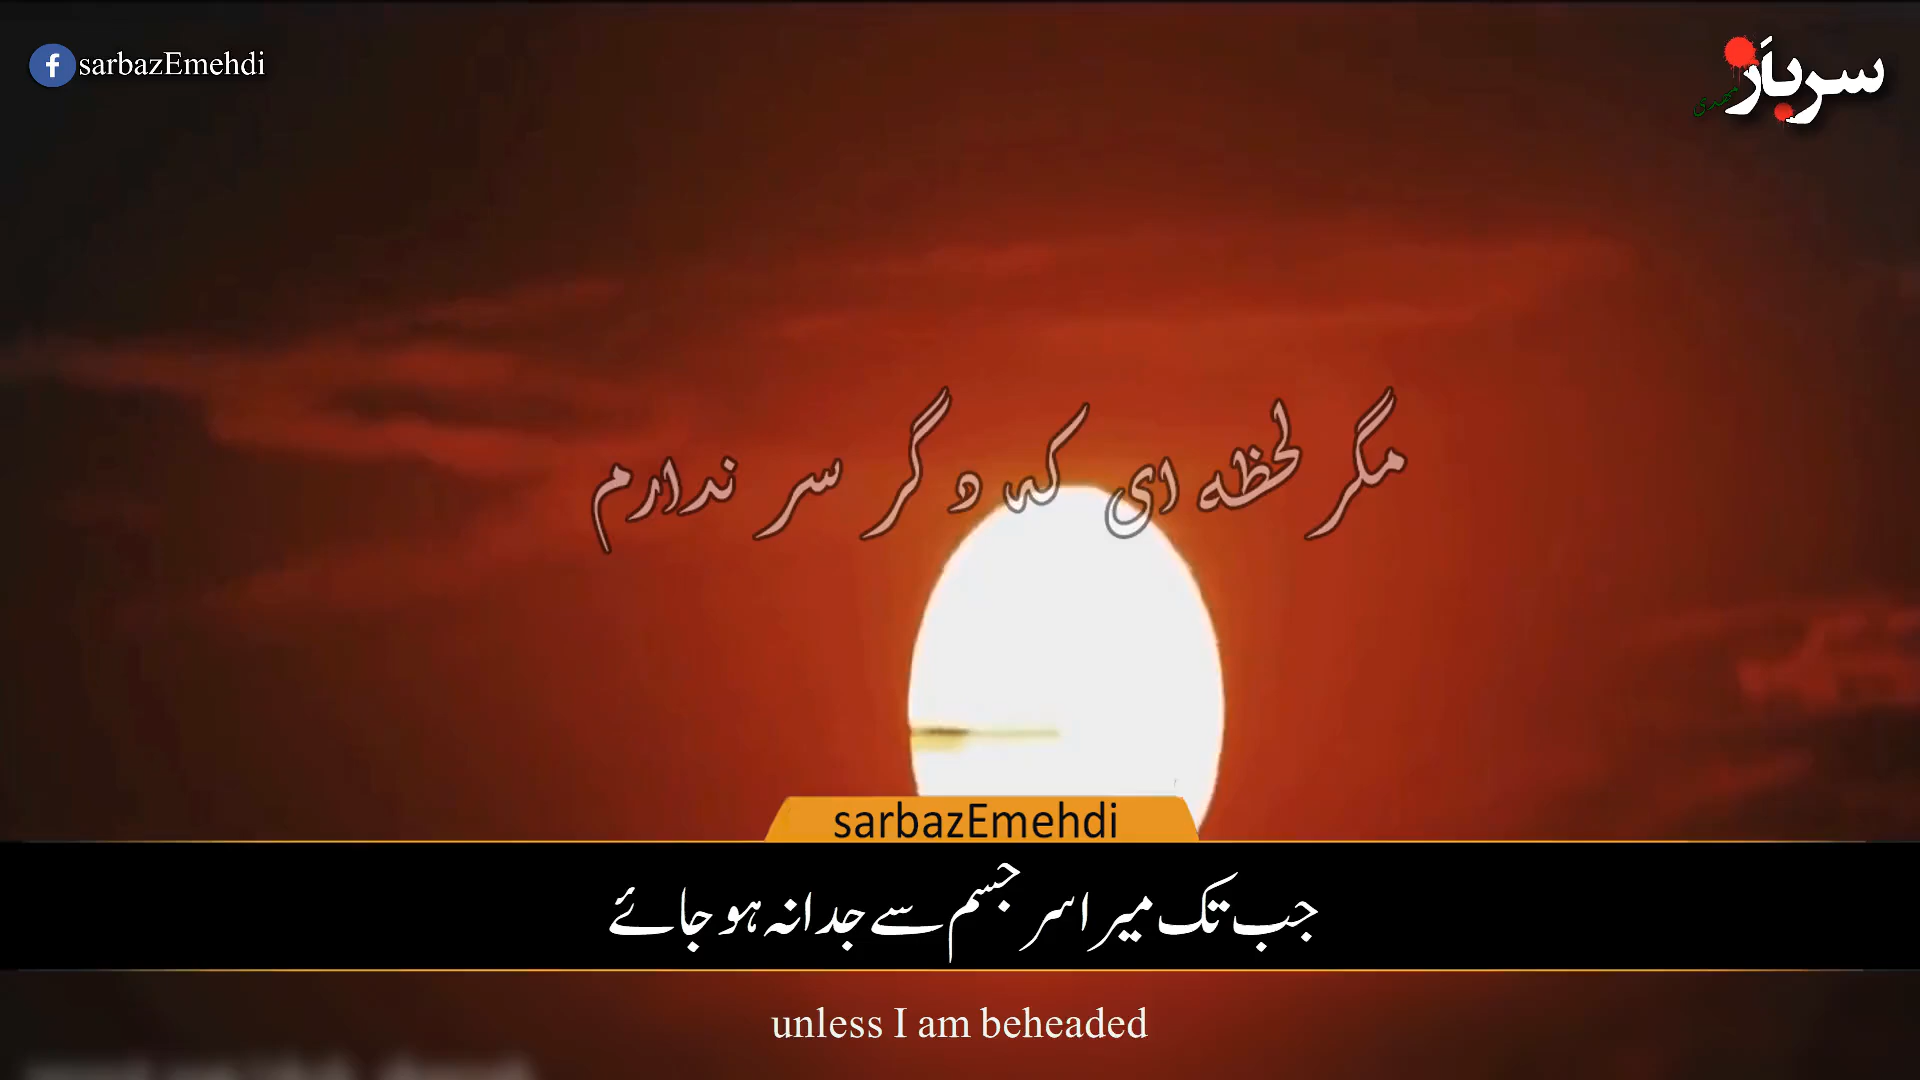 sarbazEmehdi
سرباز
مهدی
مگر لحظه ای که دگر سر ندارم
sarbazEmehdi
جب تک میرا سر جسم سے جدا نہ ہو جائے
unless I am beheaded